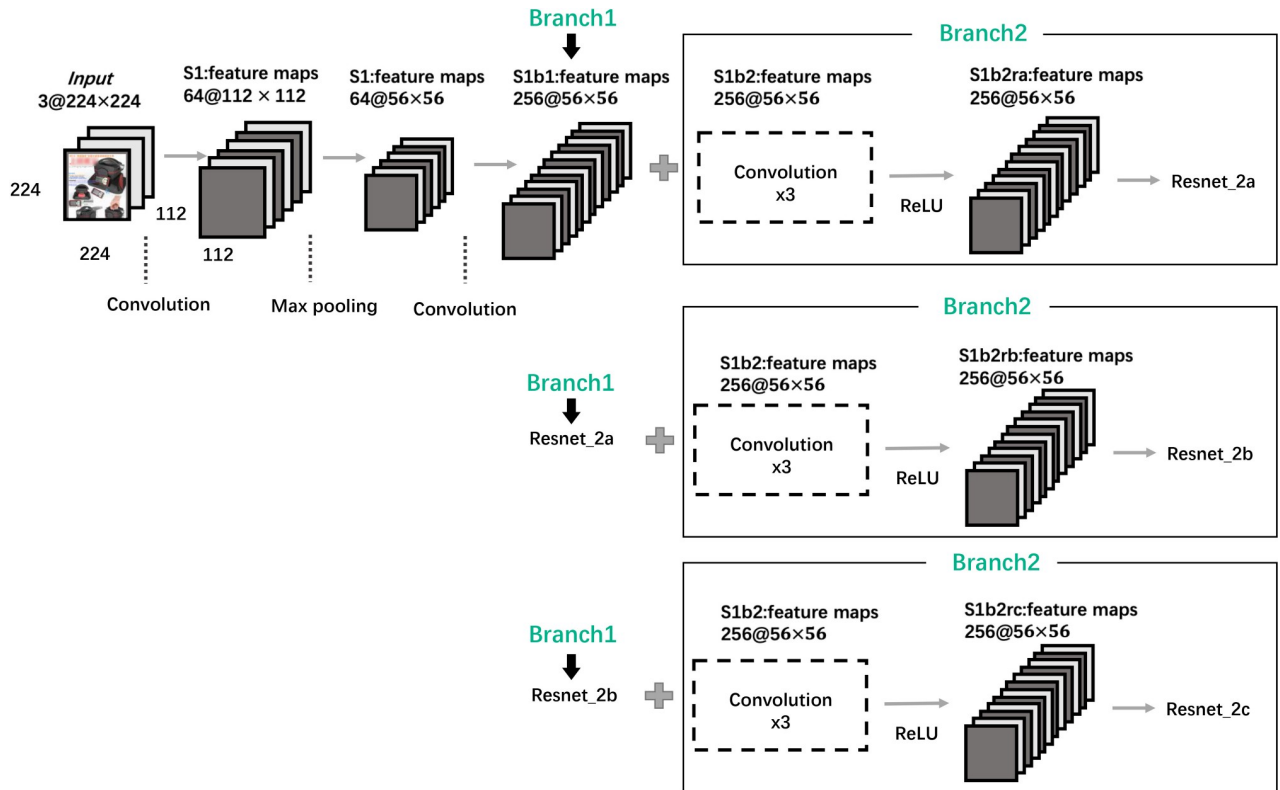 Branch1
Branch2
Input
3@224×224
S1:feature maps
64@112 × 112
S1:feature maps
64@56×56
S1b1:feature maps
256@56×56
S1b2:feature maps
256@56×56
S1b2ra:feature maps
256@56×56
224
224
112
112
Convolution
x3
ReLU
Resnet_2a
Convolution
Max pooling
Convolution
Branch2
Branch1
Resnet_2a
S1b2:feature maps
256@56×56
S1b2rb:feature maps
256@56×56
Convolution
x3
ReLU
Resnet_2b
Branch2
Branch1
Resnet_2b
S1b2:feature maps
256@56×56
S1b2rc:feature maps
256@56×56
Convolution
x3
ReLU
Resnet_2c